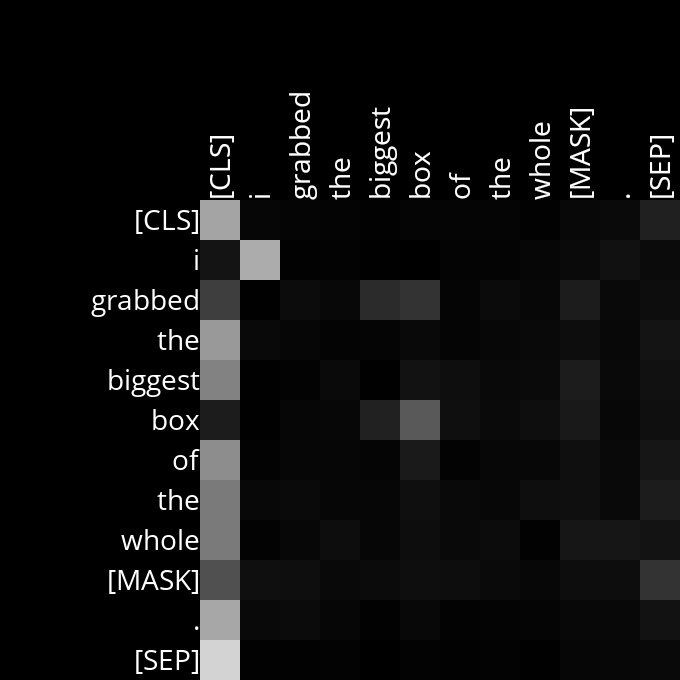 [CLS]
i
grabbed
the
biggest
box
of
the
whole
[MASK]
.
[SEP]
[CLS]
i
grabbed
the
biggest
box
of
the
whole
[MASK]
.
[SEP]